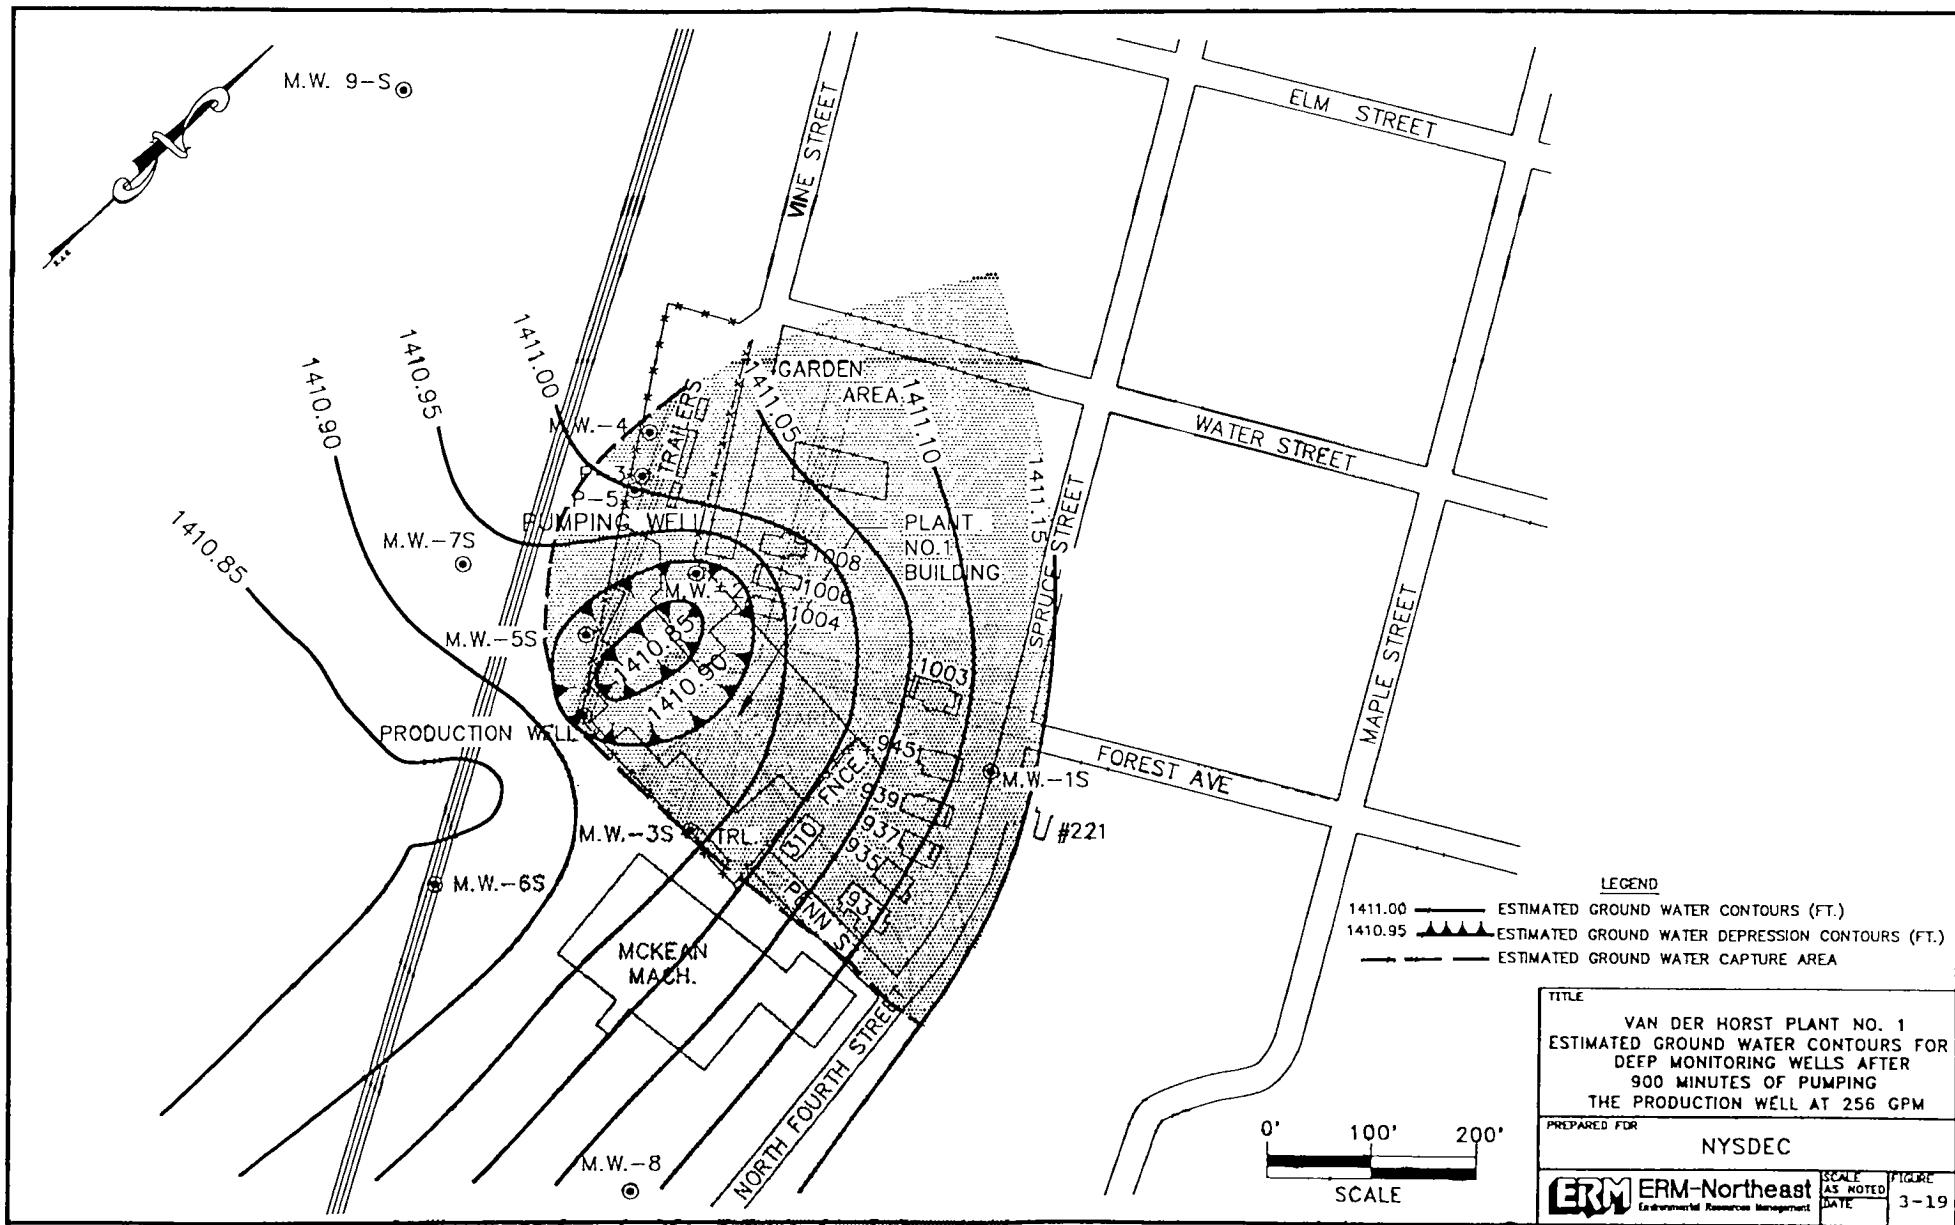 M.W. 9-S
VINE STREET
ELM STREET
1411.00
1410.95
1410.90
1410.85
GARDEN
AREA
1411.05
1411.10
M.W.-4
TRAILERS
WATER STREET
P-5
PUMPING WELL
PLANT
NO.1
BUILDING
1411.15
SPRUCE STREET
M.W.-7S
1008
1006
1004
M.W.-5S
1410.85
1410.90
1003
MAPLE STREET
PRODUCTION WELL
945
FOREST AVE
M.W.-1S
FNCE.
939
#221
M.W.-3S
TRL.
310
937
935
933
M.W.-6S
PENN ST
MCKEAN
MACH.
NORTH FOURTH STREET
M.W.-8
LEGEND
1411.00 ESTIMATED GROUND WATER CONTOURS (FT.)
1410.95 ESTIMATED GROUND WATER DEPRESSION CONTOURS (FT.)
ESTIMATED GROUND WATER CAPTURE AREA
0' 100' 200'
SCALE
TITLE
VAN DER HORST PLANT NO. 1
ESTIMATED GROUND WATER CONTOURS FOR
DEEP MONITORING WELLS AFTER
900 MINUTES OF PUMPING
THE PRODUCTION WELL AT 256 GPM
PREPARED FOR
NYSDEC
ERM ERM-Northeast
Environmental Resources Management
SCALE
AS NOTED
DATE
FIGURE
3-19